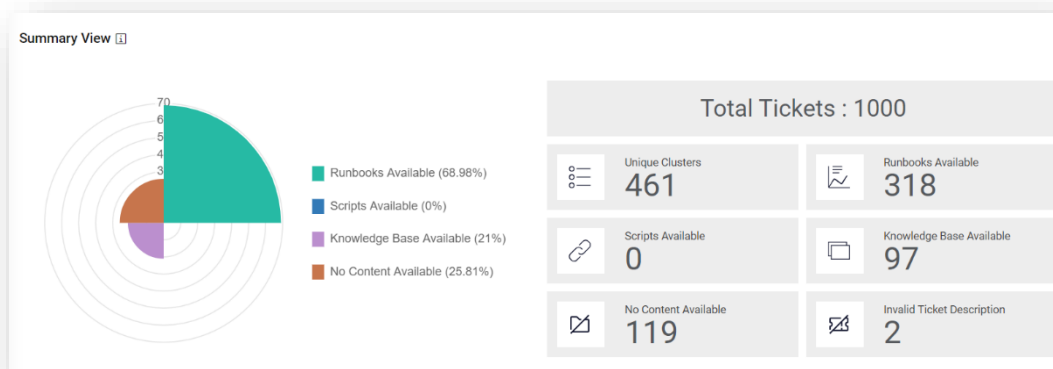 Summary View
70
6
5
4
3
Runbooks Available (68.98%)
Scripts Available (0%)
Knowledge Base Available (21%)
No Content Available (25.81%)
Total Tickets : 1000
Unique Clusters
461
Runbooks Available
318
Scripts Available
0
Knowledge Base Available
97
No Content Available
119
Invalid Ticket Description
2